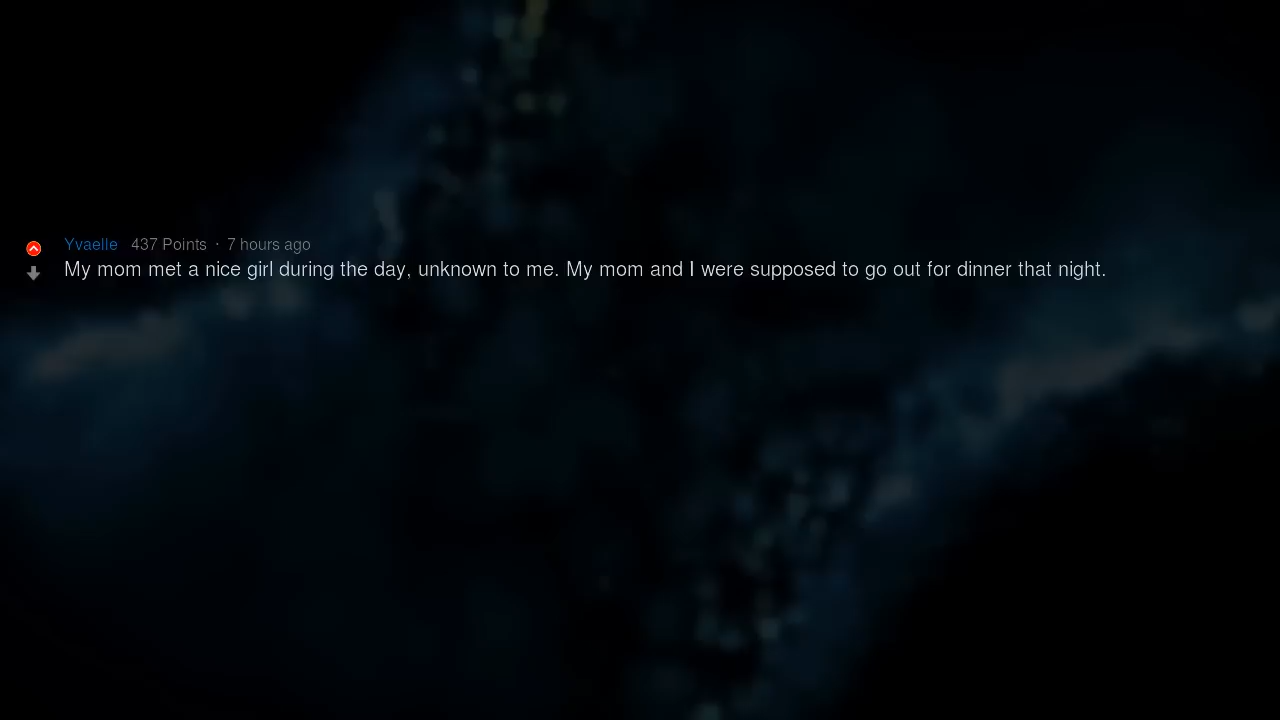 Yvaelle 437 Points · 7 hours ago
My mom met a nice girl during the day, unknown to me. My mom and I were supposed to go out for dinner that night.